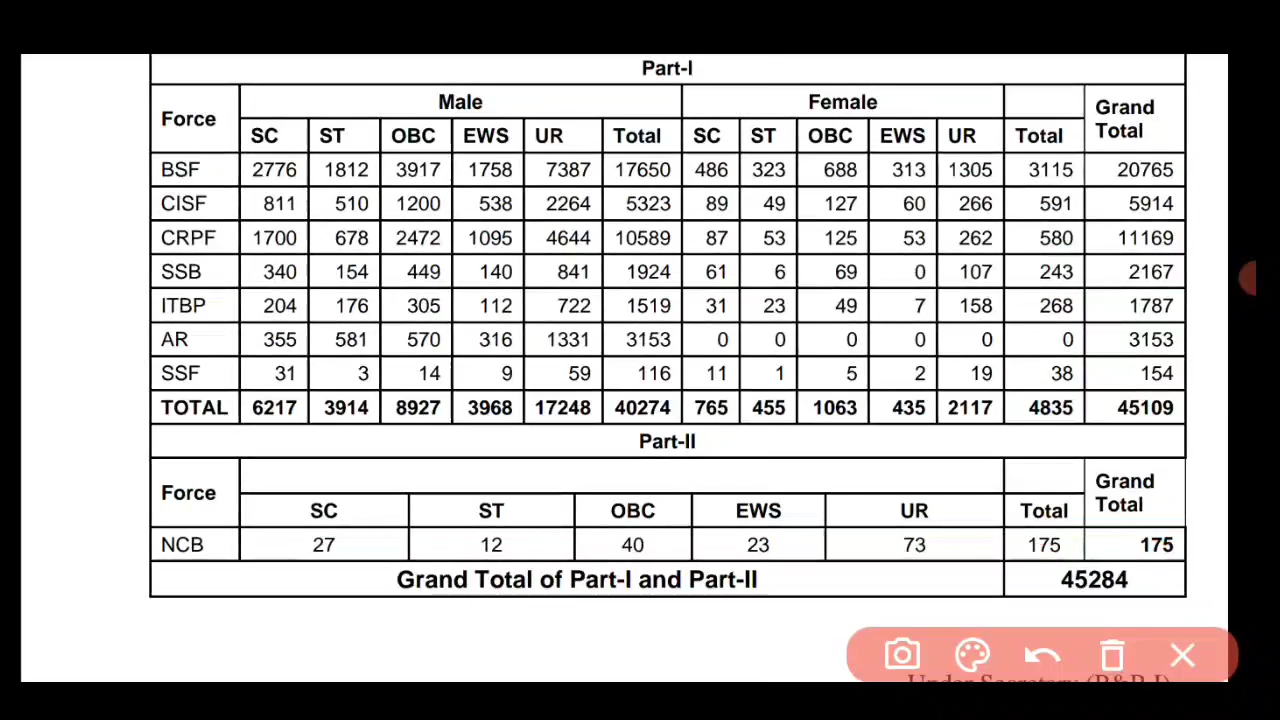 Part-I
Force Male Female Grand Total
SC ST OBC EWS UR Total SC ST OBC EWS UR Total
BSF 2776 1812 3917 1758 7387 17650 486 323 688 313 1305 3115 20765
CISF 811 510 1200 538 2264 5323 89 49 127 60 266 591 5914
CRPF 1700 678 2472 1095 4644 10589 87 53 125 53 262 580 11169
SSB 340 154 449 140 841 1924 61 6 69 0 107 243 2167
ITBP 204 176 305 112 722 1519 31 23 49 7 158 268 1787
AR 355 581 570 316 1331 3153 0 0 0 0 0 0 3153
SSF 31 3 14 9 59 116 11 1 5 2 19 38 154
TOTAL 6217 3914 8927 3968 17248 40274 765 455 1063 435 2117 4835 45109
Part-II
Force Grand Total
SC ST OBC EWS UR Total
NCB 27 12 40 23 73 175 175
Grand Total of Part-I and Part-II 45284
Under Secretary (R&R-I)